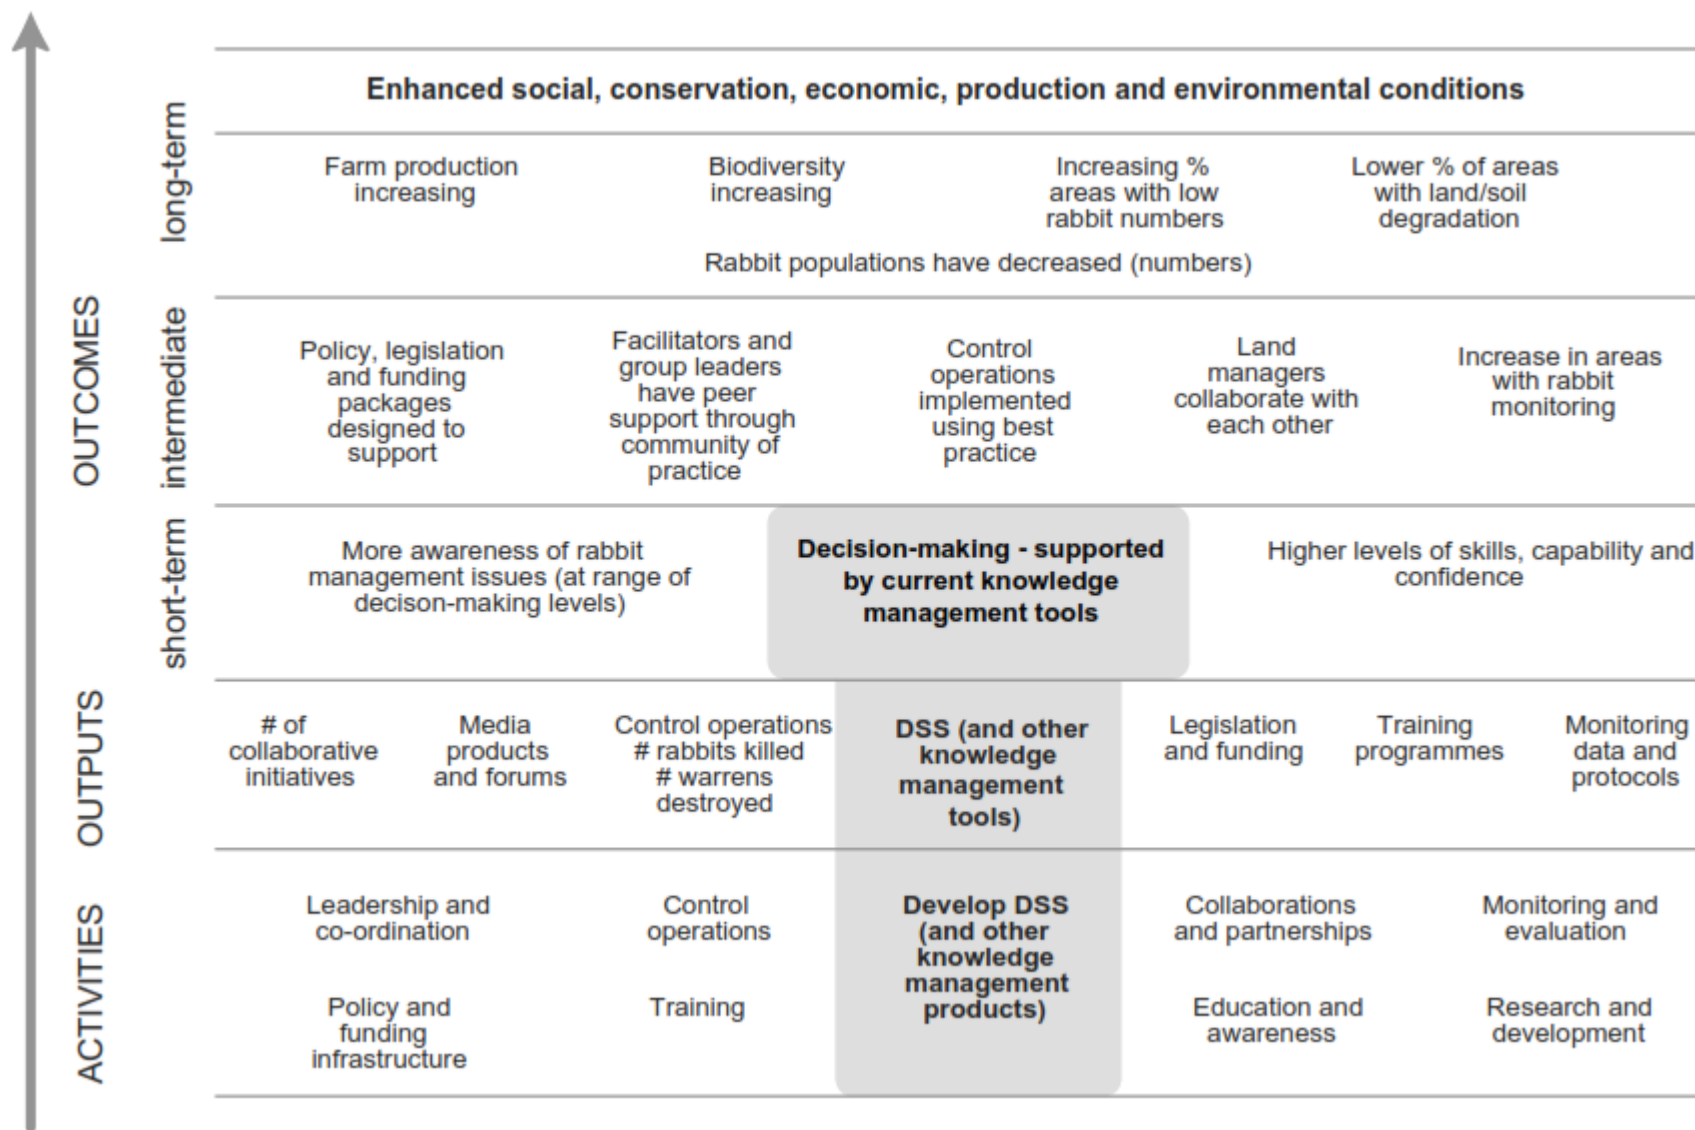 Enhanced social, conservation, economic, production and environmental conditions
long-term
Farm production
increasing
Biodiversity
increasing
Increasing %
areas with low
rabbit numbers
Lower % of areas
with land/soil
degradation
Rabbit populations have decreased (numbers)
OUTCOMES
intermediate
Policy, legislation
and funding
packages
designed to
support
Facilitators and
group leaders
have peer
support through
community of
practice
Control
operations
implemented
using best
practice
Land
managers
collaborate with
each other
Increase in areas
with rabbit
monitoring
short-term
More awareness of rabbit
management issues (at range of
decison-making levels)
Decision-making - supported
by current knowledge
management tools
Higher levels of skills, capability and
confidence
OUTPUTS
# of
collaborative
initiatives
Media
products
and forums
Control operations
# rabbits killed
# warrens
destroyed
DSS (and other
knowledge
management
tools)
Legislation
and funding
Training
programmes
Monitoring
data and
protocols
ACTIVITIES
Leadership and
co-ordination
Control
operations
Develop DSS
(and other
knowledge
management
products)
Collaborations
and partnerships
Monitoring and
evaluation
Policy and
funding
infrastructure
Training
Education and
awareness
Research and
development